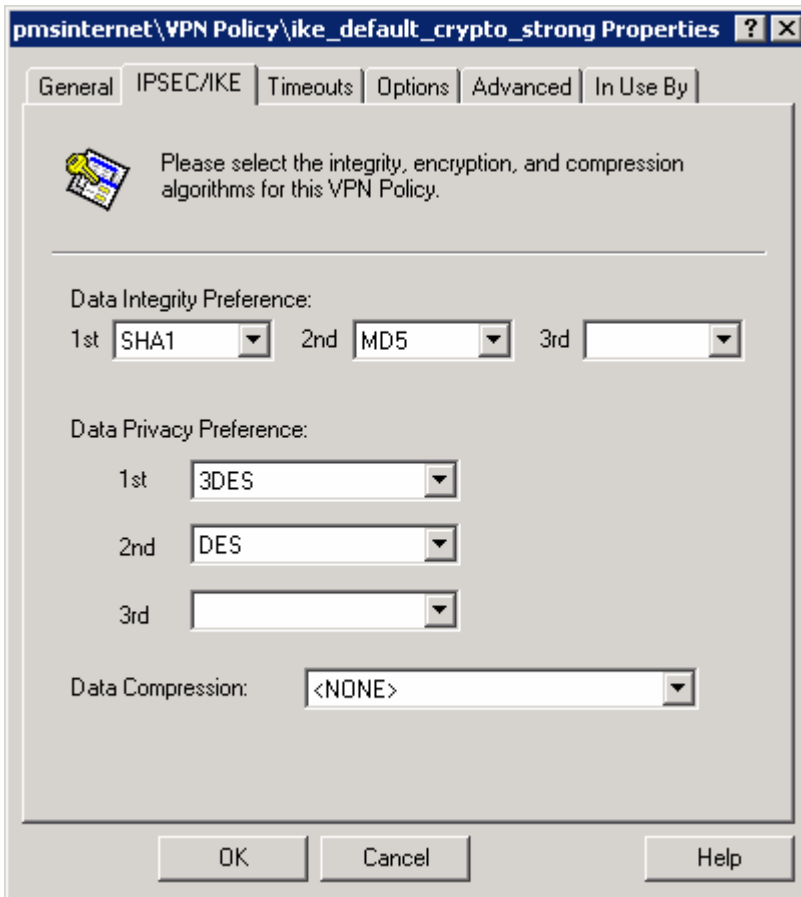 pmsinternet\VPN Policy\ike_default_crypto_strong Properties ? X
General IPSEC/IKE Timeouts Options Advanced In Use By
Please select the integrity, encryption, and compression
algorithms for this VPN Policy.
Data Integrity Preference:
1st SHA1 2nd MD5 3rd
Data Privacy Preference:
1st 3DES
2nd DES
3rd
Data Compression: <NONE>
OK Cancel Help